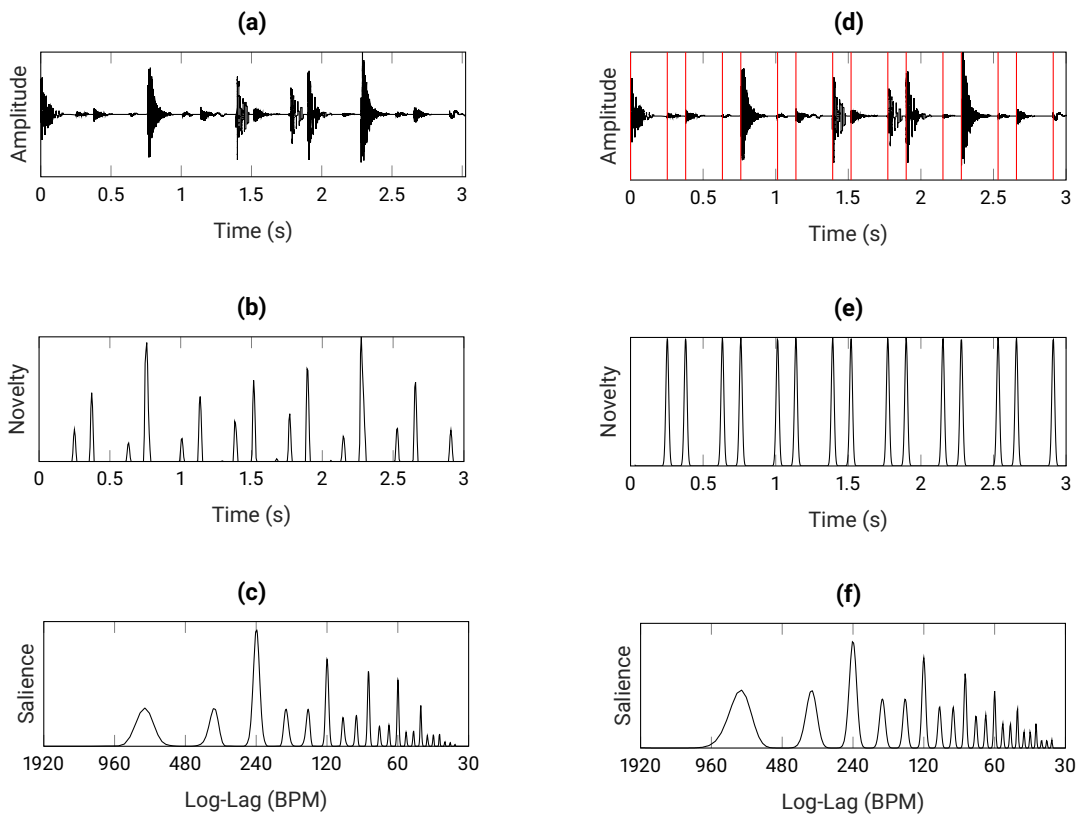 (a)
Amplitude
0 0.5 1 1.5 2 2.5 3
Time (s)
(b)
Novelty
0 0.5 1 1.5 2 2.5 3
Time (s)
(c)
Salience
1920 960 480 240 120 60 30
Log-Lag (BPM)
(d)
Amplitude
0 0.5 1 1.5 2 2.5 3
Time (s)
(e)
Novelty
0 0.5 1 1.5 2 2.5 3
Time (s)
(f)
Salience
1920 960 480 240 120 60 30
Log-Lag (BPM)